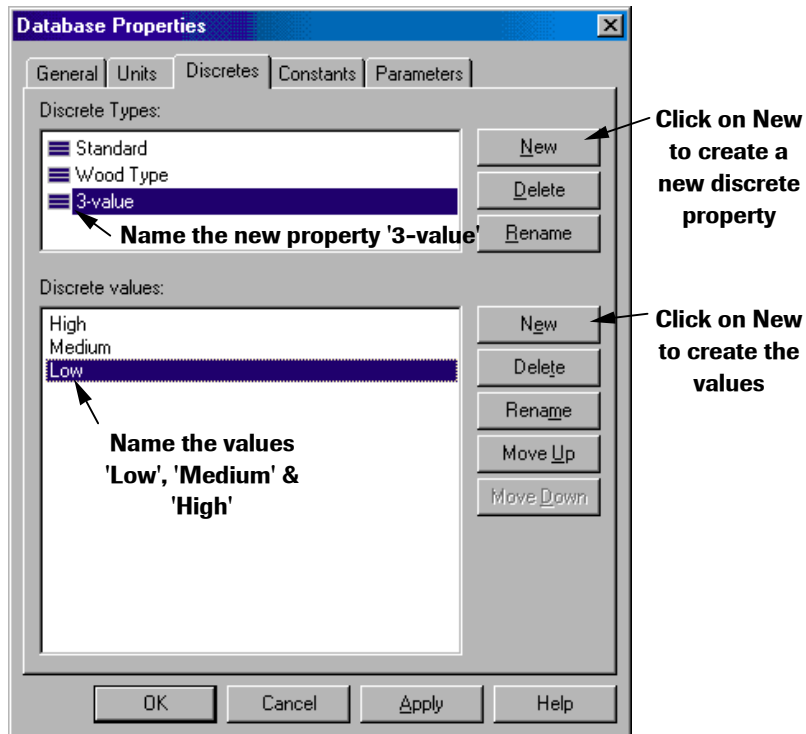 Database Properties
General Units Discretes Constants Parameters
Discrete Types:
Standard
Wood Type
3-value
Name the new property '3-value'
New
Delete
Rename
Click on New
to create a
new discrete
property
Discrete values:
High
Medium
Low
Name the values
'Low', 'Medium' &
'High'
New
Delete
Rename
Move Up
Move Down
Click on New
to create the
values
OK Cancel Apply Help